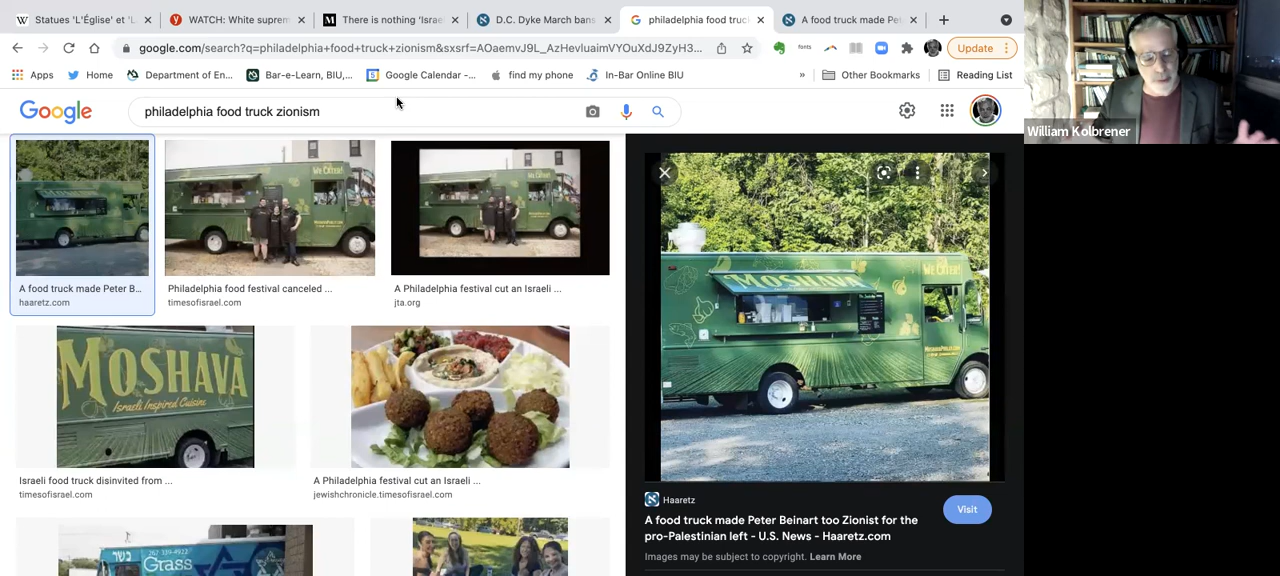 Statues 'L'Église' et 'L
WATCH: White suprem
There is nothing 'Israe
D.C. Dyke March bans
philadelphia food truc
A food truck made Pe
google.com/search?q=philadelphia+food+truck+zionism&sxsrf=AOaemvJ9L_AzHevluaimVYOuXdJ9ZyH3...
Update
Apps
Home
Department of En...
Bar-e-Learn, BIU,...
Google Calendar -...
find my phone
In-Bar Online BIU
»
Other Bookmarks
Reading List
Google
philadelphia food truck zionism
William Kolbrener
WE CATER!
A food truck made Peter B...
haaretz.com
Philadelphia food festival canceled ...
timesofisrael.com
A Philadelphia festival cut an Israeli ...
jta.org
MOSHAVA
Israeli Inspired Cuisine
Israeli food truck disinvited from ...
timesofisrael.com
A Philadelphia festival cut an Israeli ...
jewishchronicle.timesofisrael.com
כשר
267-339-4922
Grass
MOSHAVA
WE CATER!
Haaretz
A food truck made Peter Beinart too Zionist for the
pro-Palestinian left - U.S. News - Haaretz.com
Visit
Images may be subject to copyright. Learn More